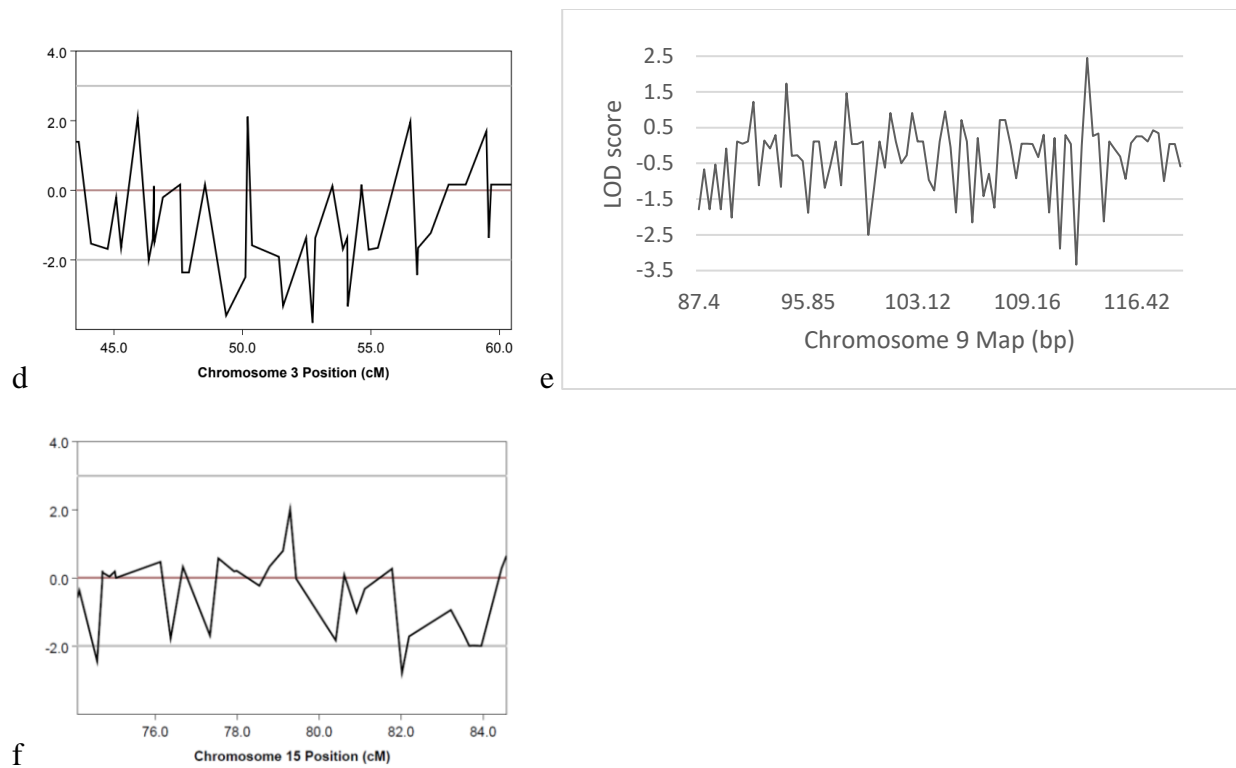 4.0
2.0
0.0
-2.0
45.0 50.0 55.0 60.0
Chromosome 3 Position (cM)
d
2.5
1.5
0.5
-0.5
-1.5
-2.5
-3.5
LOD score
87.4 95.85 103.12 109.16 116.42
Chromosome 9 Map (bp)
e
4.0
2.0
0.0
-2.0
76.0 78.0 80.0 82.0 84.0
Chromosome 15 Position (cM)
f